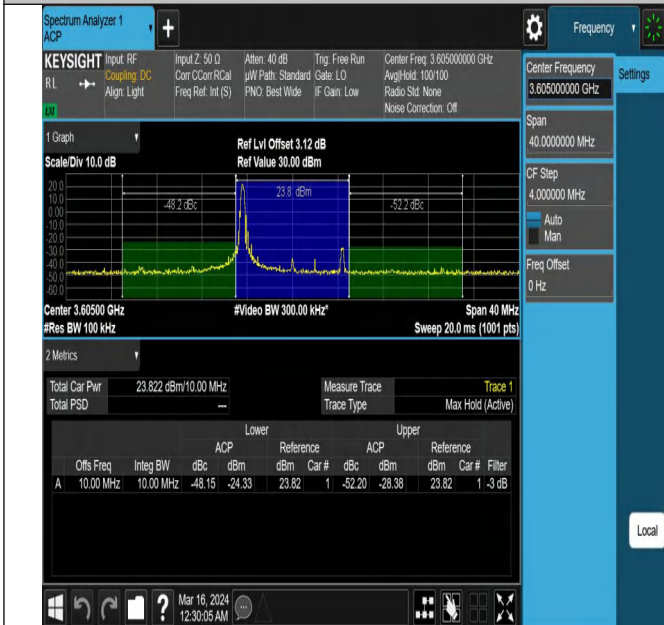 Spectrum Analyzer 1
ACP
+
Frequency
KEYSIGHT
RL
LXI
Input: RF
Coupling: DC
Align: Light
Input Z: 50 Ω
Corr CCorr RCal
Freq Ref: Int (S)
Atten: 40 dB
µW Path: Standard
PNO: Best Wide
Trig: Free Run
Gate: LO
IF Gain: Low
Center Freq: 3.605000000 GHz
Avg|Hold: 100/100
Radio Std: None
Noise Correction: Off
Center Frequency
3.605000000 GHz
Settings
Span
40.0000000 MHz
CF Step
4.000000 MHz
Auto
Man
Freq Offset
0 Hz
1 Graph
Scale/Div 10.0 dB
Ref Lvl Offset 3.12 dB
Ref Value 30.00 dBm
20.0
10.0
0.00
-10.0
-20.0
-30.0
-40.0
-50.0
-60.0
-48.2 dBc
23.8 dBm
-52.2 dBc
Center 3.60500 GHz
#Video BW 300.00 kHz*
Span 40 MHz
#Res BW 100 kHz
Sweep 20.0 ms (1001 pts)
2 Metrics
Total Car Pwr 23.822 dBm/10.00 MHz
Total PSD ---
Measure Trace Trace 1
Trace Type Max Hold (Active)
Lower Upper
ACP Reference ACP Reference
Offs Freq Integ BW dBc dBm dBm Car # dBc dBm dBm Car # Filter
A 10.00 MHz 10.00 MHz -48.15 -24.33 23.82 1 -52.20 -28.38 23.82 1 -3 dB
Local
?
Mar 16, 2024
12:30:05 AM